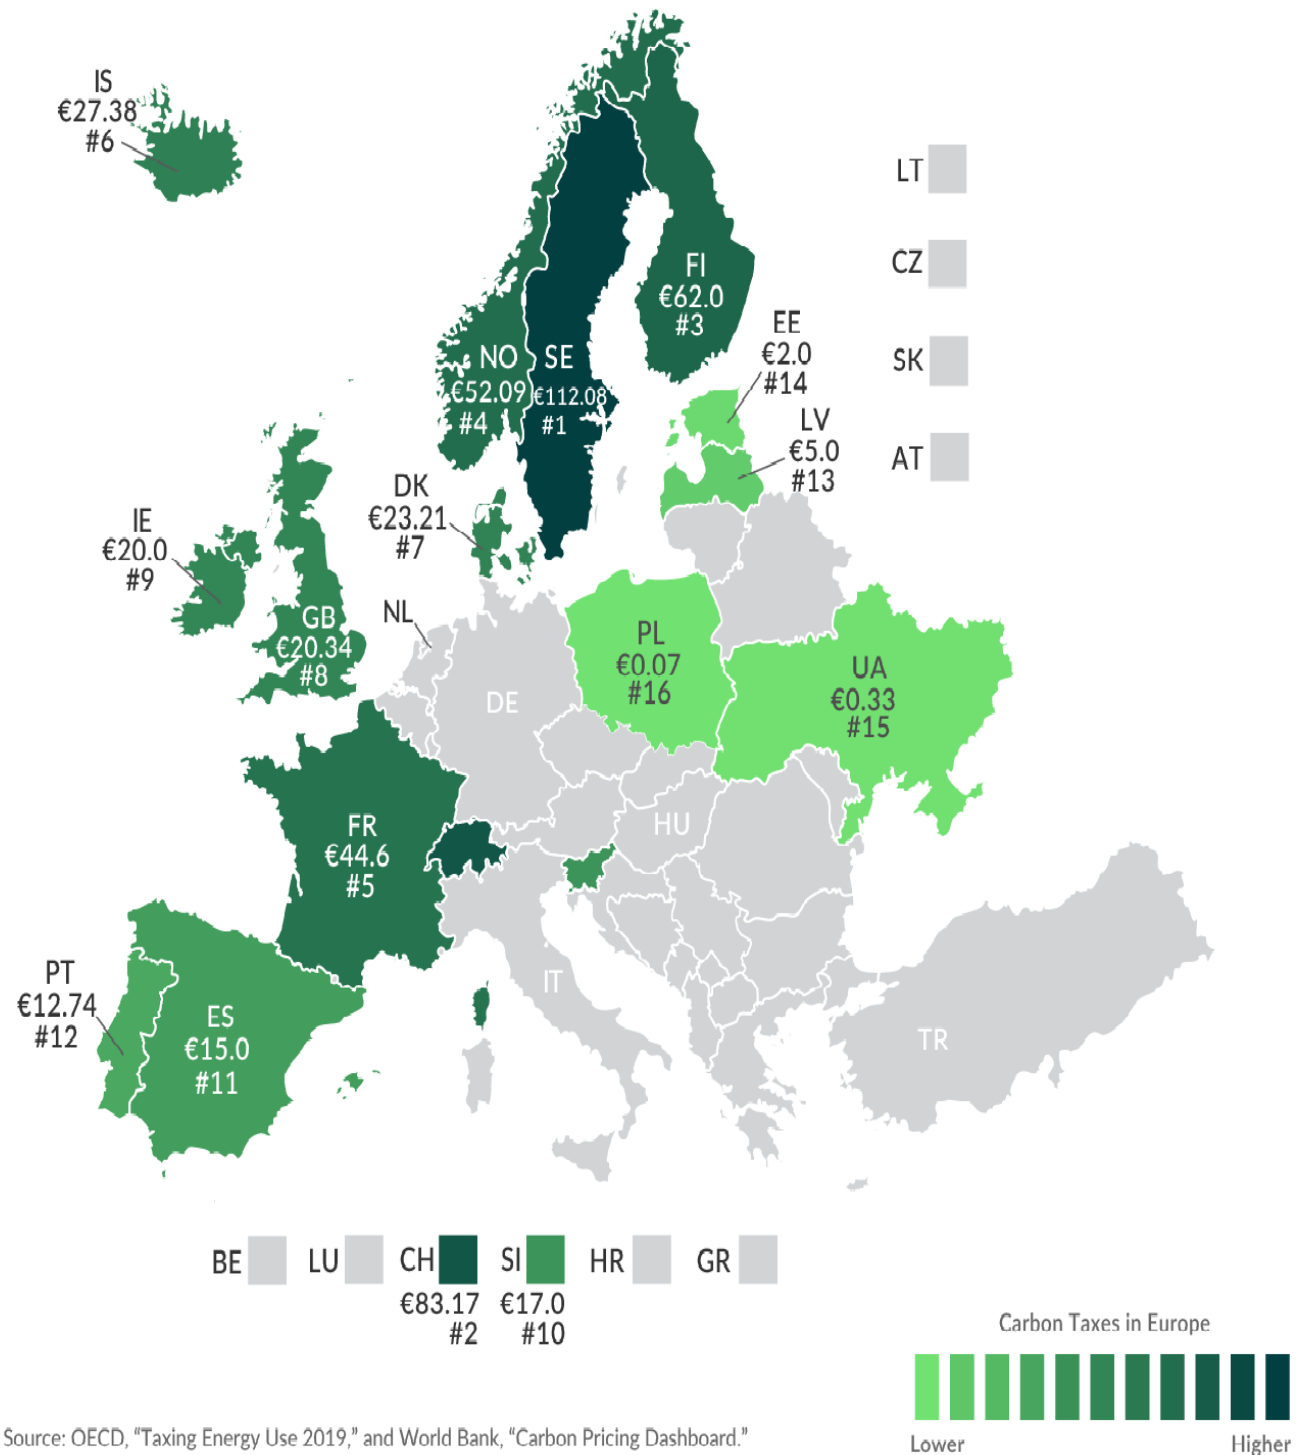 IS
€27.38
#6
LT
CZ
FI
€62.0
#3
EE
€2.0
#14
SK
NO
€52.09
#4
SE
€112.08
#1
LV
€5.0
#13
AT
DK
€23.21
#7
IE
€20.0
#9
NL
GB
€20.34
#8
PL
€0.07
#16
UA
€0.33
#15
DE
FR
€44.6
#5
HU
PT
€12.74
#12
IT
ES
€15.0
#11
TR
BE
LU
CH
€83.17
#2
SI
€17.0
#10
HR
GR
Carbon Taxes in Europe
Lower
Higher
Source: OECD, “Taxing Energy Use 2019,” and World Bank, “Carbon Pricing Dashboard.”